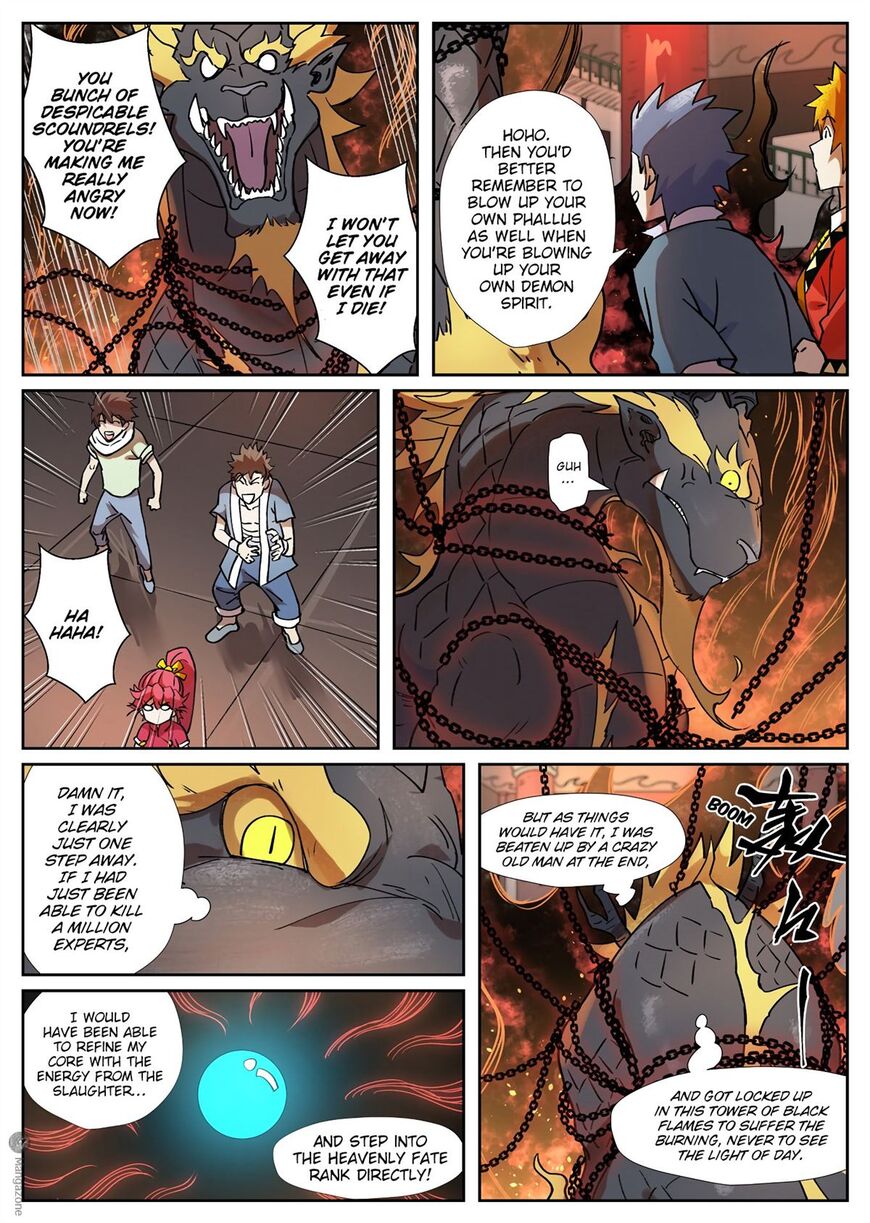 YOU
BUNCH OF
DESPICABLE
SCOUNDRELS!
YOU'RE
MAKING ME
REALLY
ANGRY
NOW!
I WON'T
LET YOU
GET AWAY
WITH THAT
EVEN IF
I DIE!
HOHO.
THEN YOU'D
BETTER
REMEMBER TO
BLOW UP YOUR
OWN PHALLUS
AS WELL WHEN
YOU'RE BLOWING
UP YOUR
OWN DEMON
SPIRIT.
HA
HAHA!
GUH
...
DAMN IT,
I WAS
CLEARLY
JUST ONE
STEP AWAY.
IF I HAD
JUST BEEN
ABLE TO KILL
A MILLION
EXPERTS,
I WOULD
HAVE BEEN ABLE
TO REFINE MY
CORE WITH THE
ENERGY FROM THE
SLAUGHTER..
AND STEP INTO
THE HEAVENLY FATE
RANK DIRECTLY!
BUT AS THINGS
WOULD HAVE IT, I WAS
BEATEN UP BY A CRAZY
OLD MAN AT THE END,
BOOM
AND GOT LOCKED UP
IN THIS TOWER OF BLACK
FLAMES TO SUFFER THE
BURNING, NEVER TO SEE
THE LIGHT OF DAY.
Mangazone